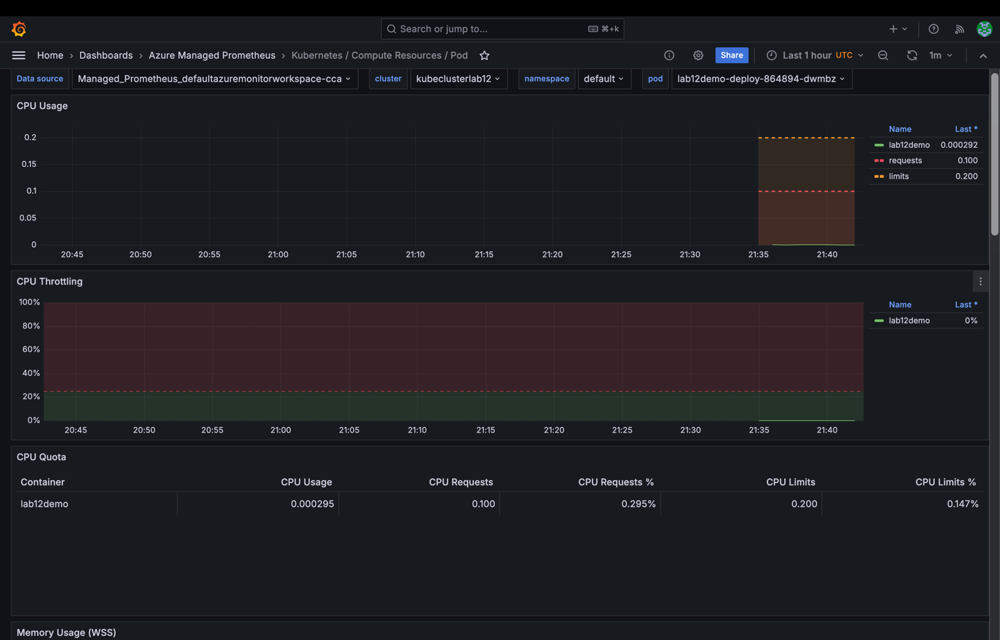 Search or jump to... ⌘+k
Home › Dashboards › Azure Managed Prometheus › Kubernetes / Compute Resources / Pod
Share
Last 1 hour UTC
1m
Data source Managed_Prometheus_defaultazuremonitorworkspace-cca
cluster kubeclusterlab12
namespace default
pod lab12demo-deploy-864894-dwmbz
CPU Usage
0.2
0.15
0.1
0.05
0
20:45 20:50 20:55 21:00 21:05 21:10 21:15 21:20 21:25 21:30 21:35 21:40
Name Last *
lab12demo 0.000292
requests 0.100
limits 0.200
CPU Throttling
100%
80%
60%
40%
20%
0%
20:45 20:50 20:55 21:00 21:05 21:10 21:15 21:20 21:25 21:30 21:35 21:40
Name Last *
lab12demo 0%
CPU Quota
Container CPU Usage CPU Requests CPU Requests % CPU Limits CPU Limits %
lab12demo 0.000295 0.100 0.295% 0.200 0.147%
Memory Usage (WSS)